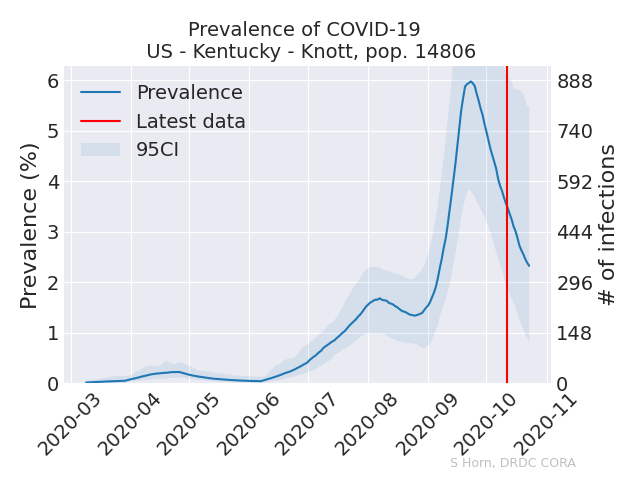 Prevalence of COVID-19
US - Kentucky - Knott, pop. 14806
Prevalence
Latest data
95CI
Prevalence (%)
6
5
4
3
2
1
0
888
740
592
444
296
148
0
# of infections
2020-03
2020-04
2020-05
2020-06
2020-07
2020-08
2020-09
2020-10
2020-11
S Horn, DRDC CORA